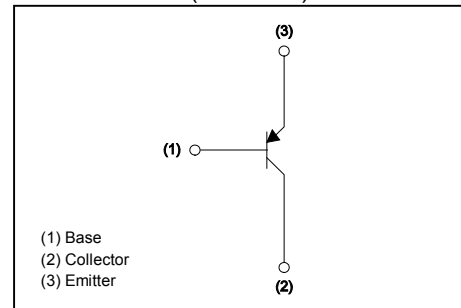 (3)
(1)
(1) Base
(2) Collector
(3) Emitter
(2)